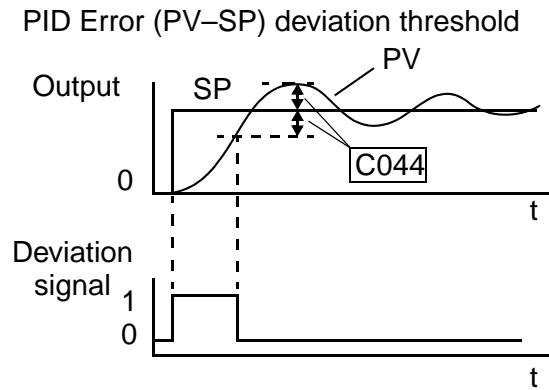 PID Error (PV–SP) deviation threshold
PV
Output
SP
C044
0
t
Deviation
signal
1
0
t